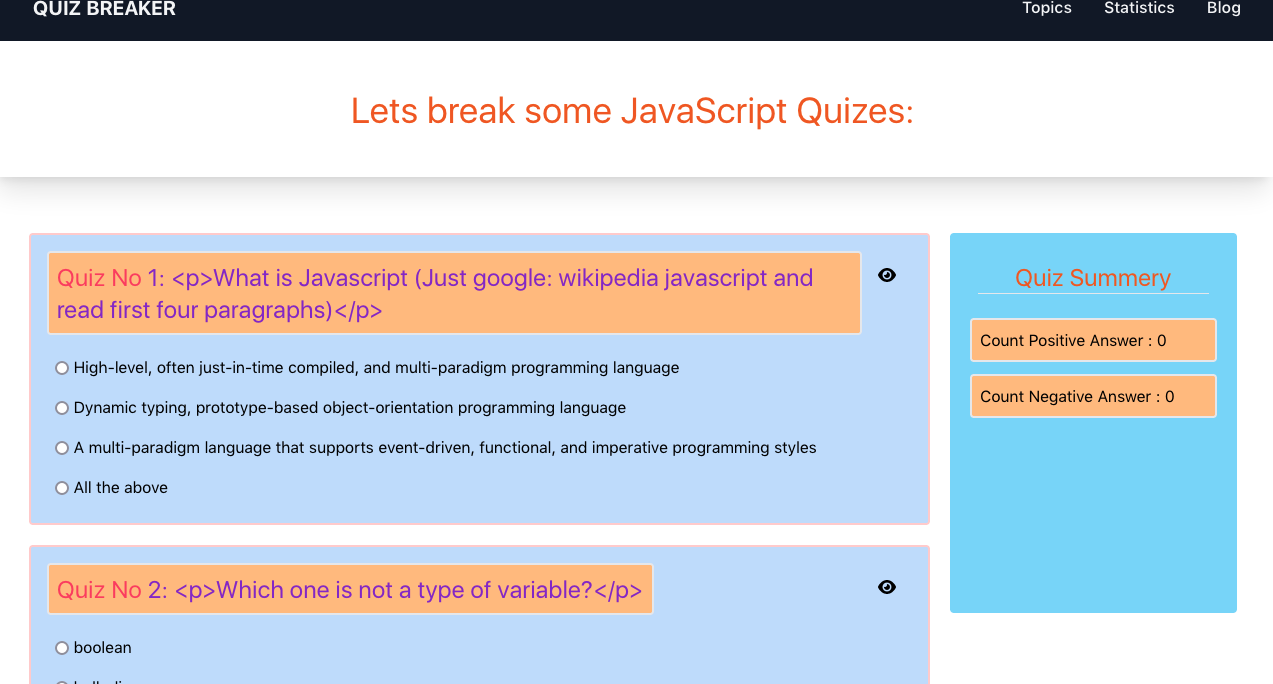 QUIZ BREAKER
Topics
Statistics
Blog
Lets break some JavaScript Quizes:
Quiz No 1: <p>What is Javascript (Just google: wikipedia javascript and
read first four paragraphs)</p>
High-level, often just-in-time compiled, and multi-paradigm programming language
Dynamic typing, prototype-based object-orientation programming language
A multi-paradigm language that supports event-driven, functional, and imperative programming styles
All the above
Quiz No 2: <p>Which one is not a type of variable?</p>
boolean
Quiz Summery
Count Positive Answer : 0
Count Negative Answer : 0